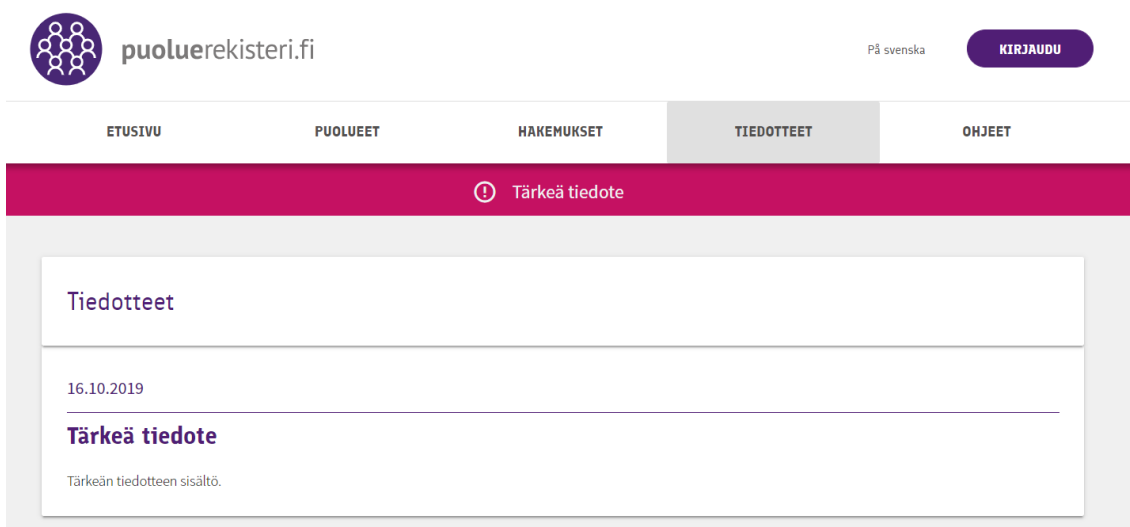 puoluerekisteri.fi
På svenska
KIRJAUDU
ETUSIVU
PUOLUEET
HAKEMUKSET
TIEDOTTEET
OHJEET
Tärkeä tiedote
Tiedotteet
16.10.2019
Tärkeä tiedote
Tärkeän tiedotteen sisältö.